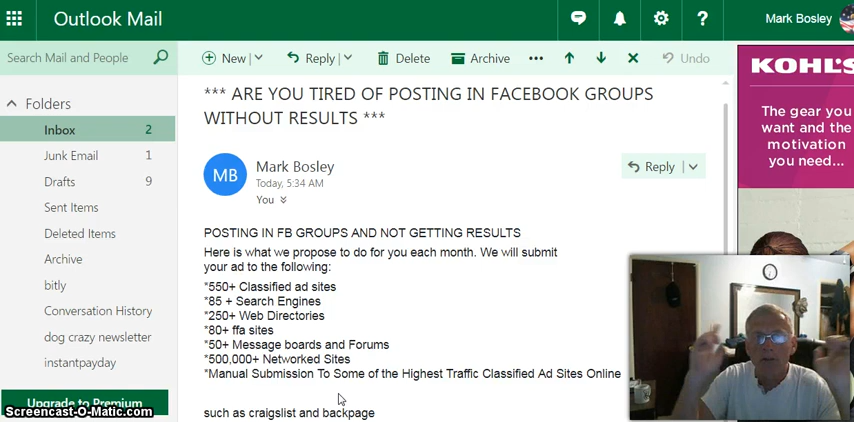 Outlook Mail
?
Mark Bosley
Search Mail and People
New
Reply
Delete
Archive
Undo
Folders
Inbox 2
Junk Email 1
Drafts 9
Sent Items
Deleted Items
Archive
bitly
Conversation History
dog crazy newsletter
instantpayday
Upgrade to Premium
Screencast-O-Matic.com
*** ARE YOU TIRED OF POSTING IN FACEBOOK GROUPS
WITHOUT RESULTS ***
MB
Mark Bosley
Today, 5:34 AM
You
Reply
POSTING IN FB GROUPS AND NOT GETTING RESULTS
Here is what we propose to do for you each month. We will submit
your ad to the following:
*550+ Classified ad sites
*85 + Search Engines
*250+ Web Directories
*80+ ffa sites
*50+ Message boards and Forums
*500,000+ Networked Sites
*Manual Submission To Some of the Highest Traffic Classified Ad Sites Online
such as craigslist and backpage
KOHL'S
The gear you
want and the
motivation
you need...